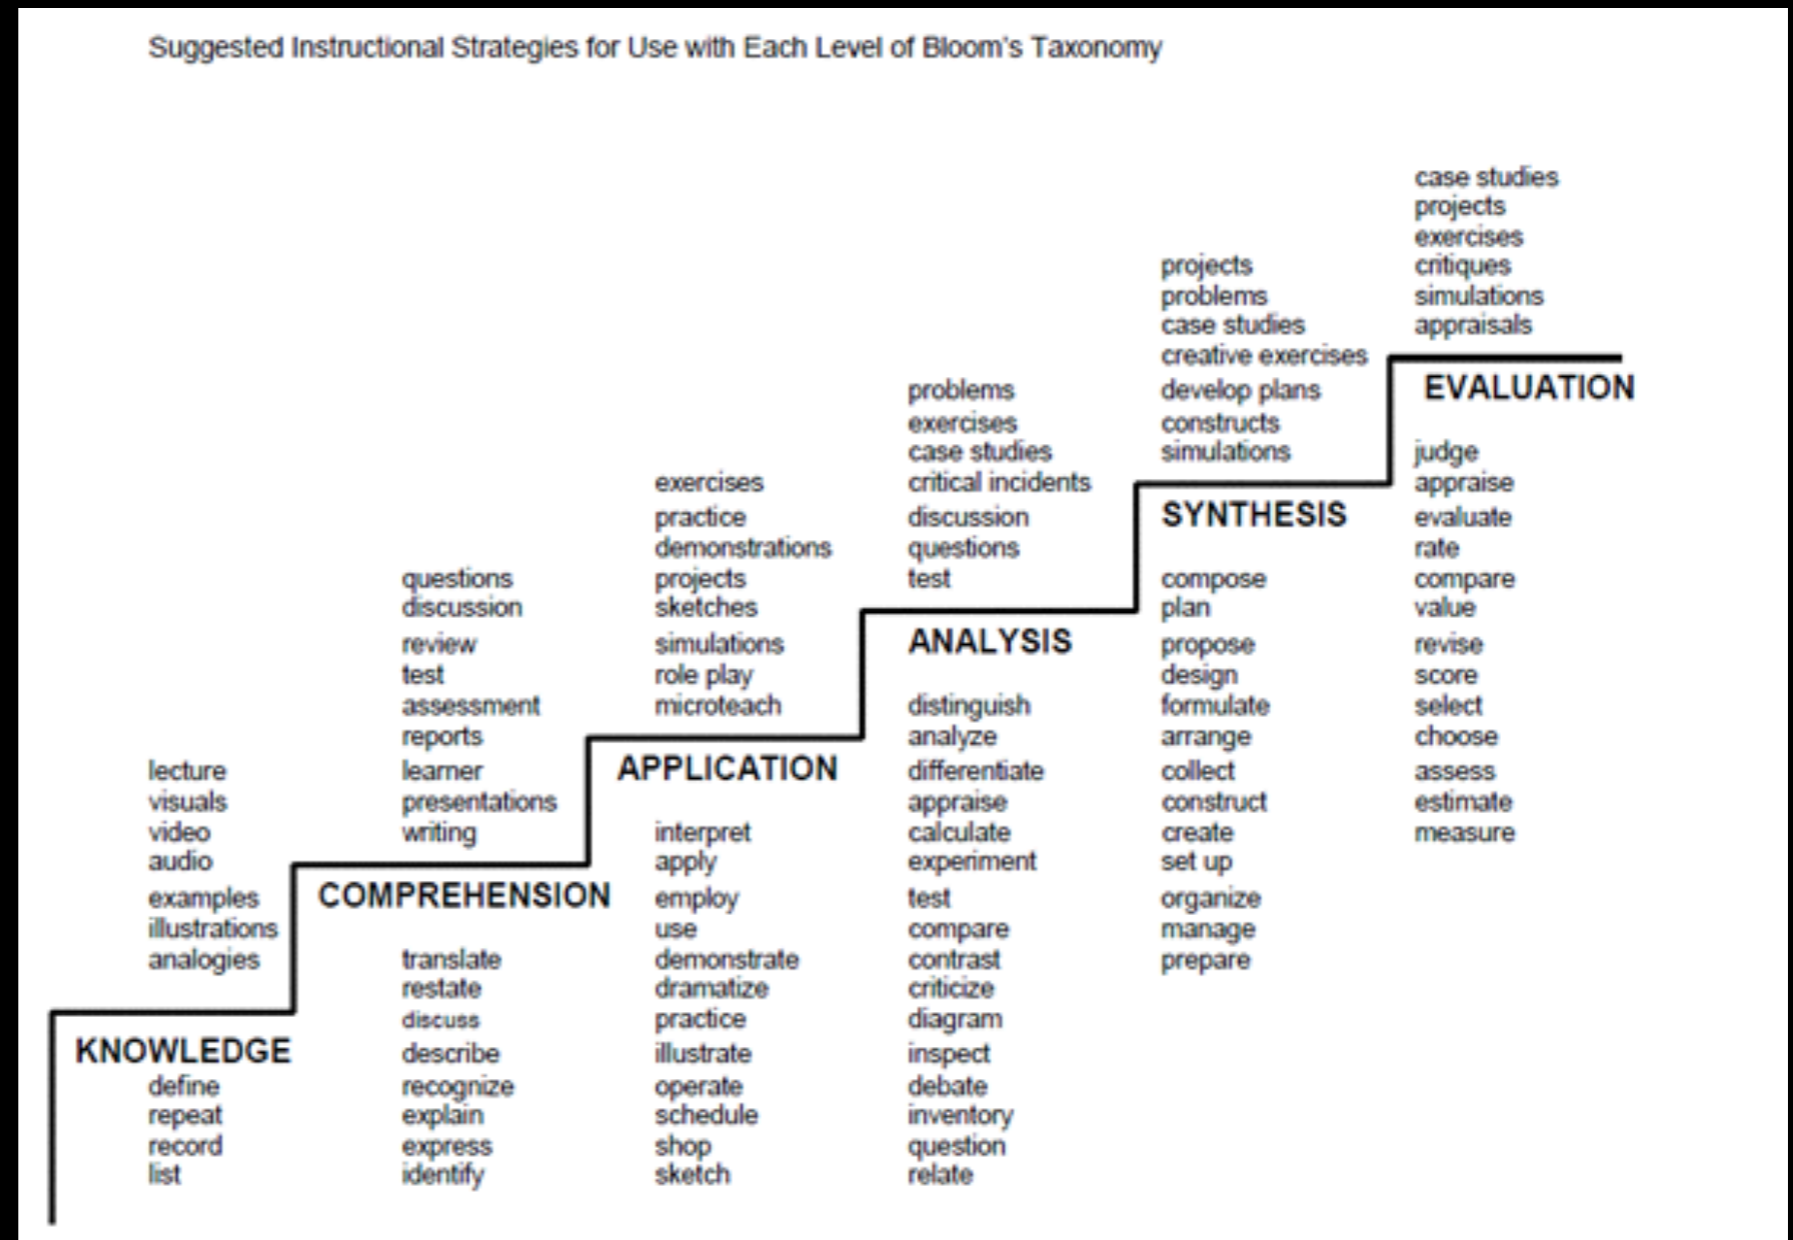 Suggested Instructional Strategies for Use with Each Level of Bloom's Taxonomy
lecture
visuals
video
audio
examples
illustrations
analogies
KNOWLEDGE
define
repeat
record
list
questions
discussion
review
test
assessment
reports
learner
presentations
writing
COMPREHENSION
translate
restate
discuss
describe
recognize
explain
express
identify
exercises
practice
demonstrations
projects
sketches
simulations
role play
microteach
APPLICATION
interpret
apply
employ
use
demonstrate
dramatize
practice
illustrate
operate
schedule
shop
sketch
problems
exercises
case studies
critical incidents
discussion
questions
test
ANALYSIS
distinguish
analyze
differentiate
appraise
calculate
experiment
test
compare
contrast
criticize
diagram
inspect
debate
inventory
question
relate
projects
problems
case studies
creative exercises
develop plans
constructs
simulations
SYNTHESIS
compose
plan
propose
design
formulate
arrange
collect
construct
create
set up
organize
manage
prepare
case studies
projects
exercises
critiques
simulations
appraisals
EVALUATION
judge
appraise
evaluate
rate
compare
value
revise
score
select
choose
assess
estimate
measure